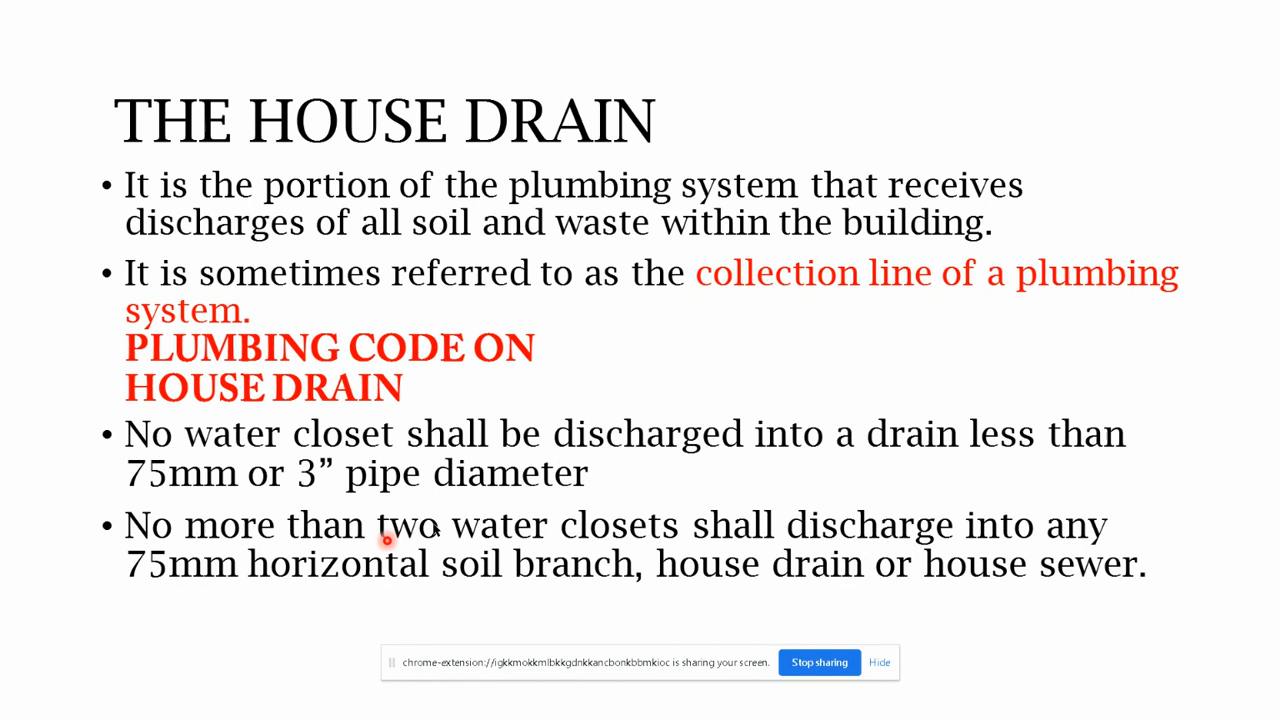 THE HOUSE DRAIN
• It is the portion of the plumbing system that receives
discharges of all soil and waste within the building.
• It is sometimes referred to as the collection line of a plumbing
system.
PLUMBING CODE ON
HOUSE DRAIN
• No water closet shall be discharged into a drain less than
75mm or 3” pipe diameter
• No more than two water closets shall discharge into any
75mm horizontal soil branch, house drain or house sewer.
chrome-extension://igkkmokkmlbkkgdnkkancbonkbbmkioc is sharing your screen. Stop sharing Hide